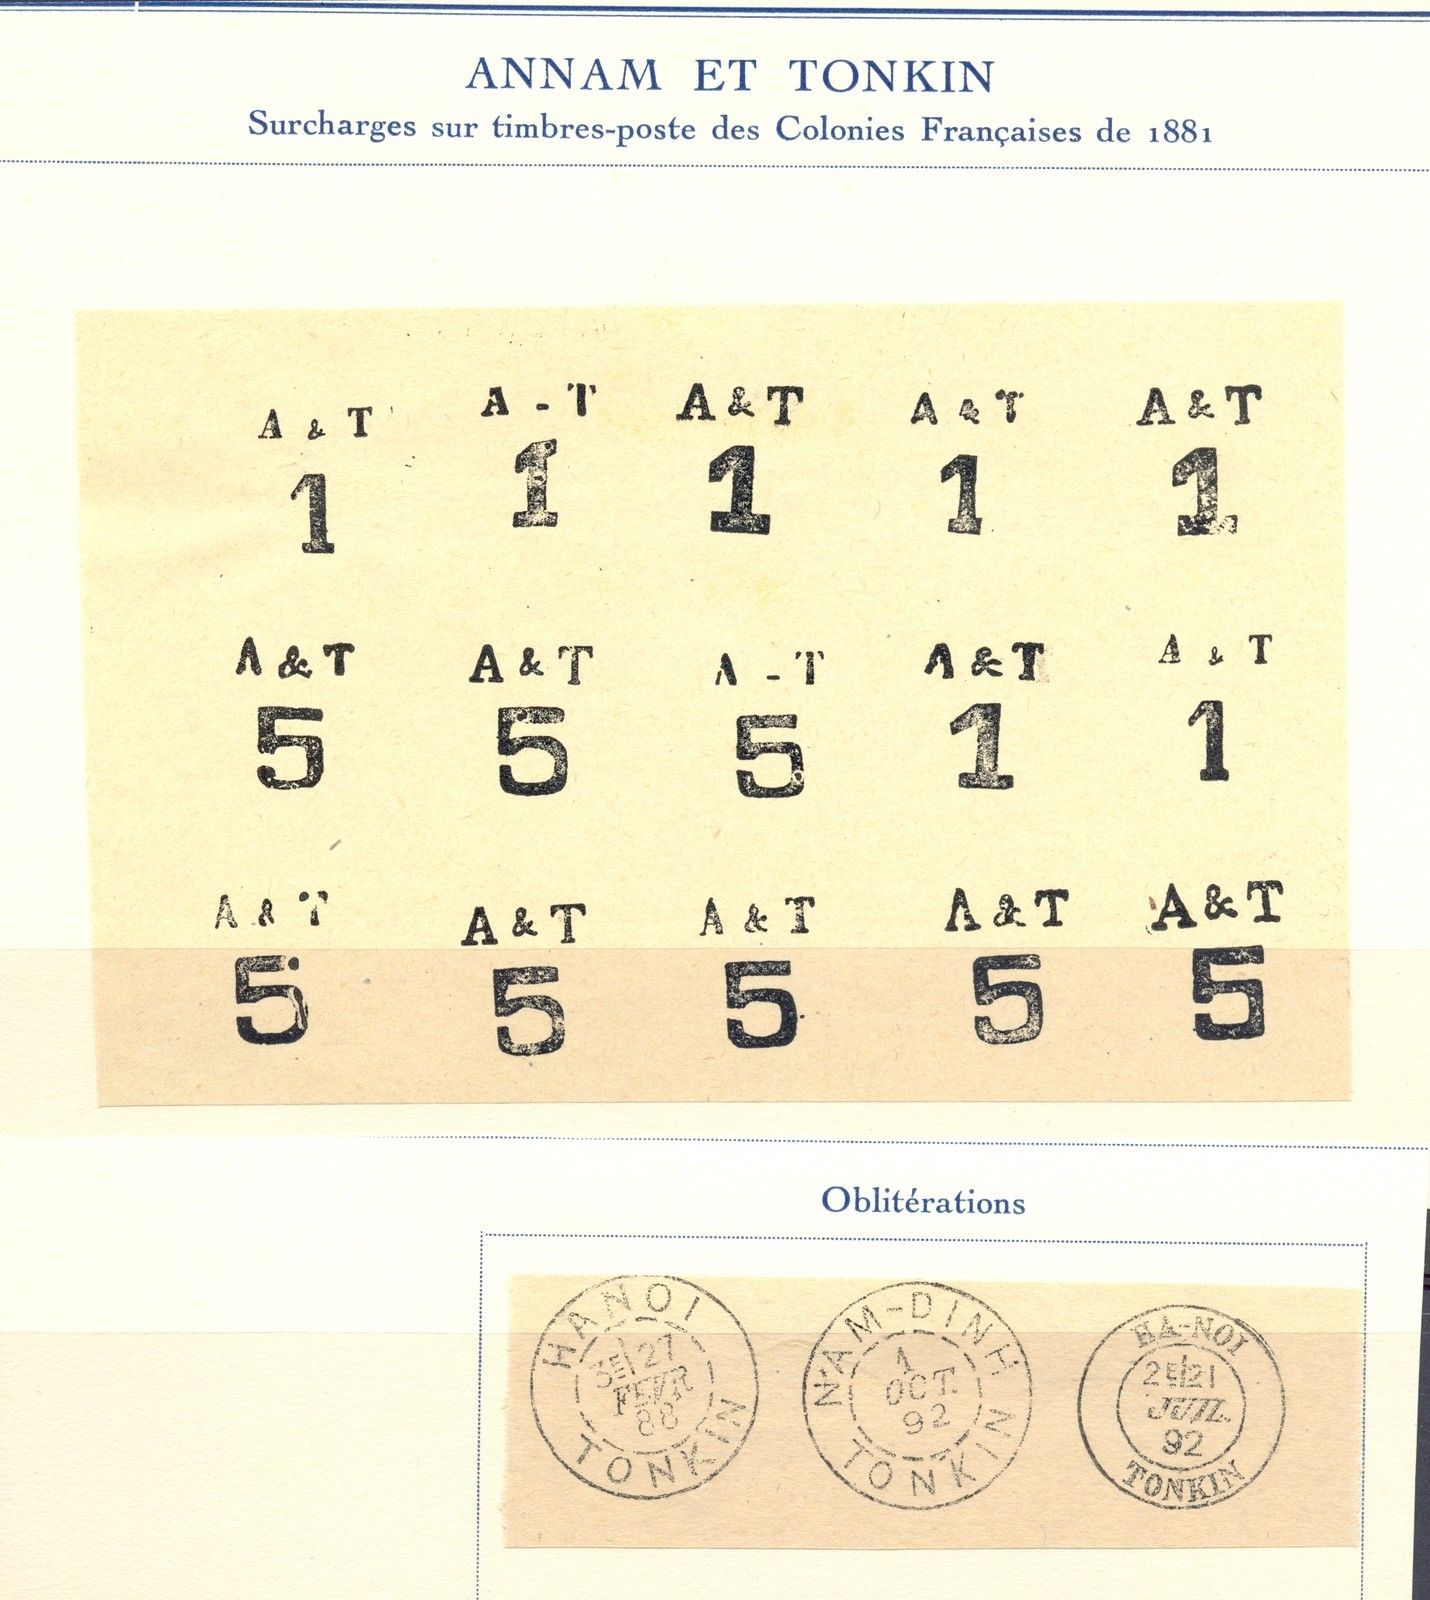 ANNAM ET TONKIN
Surcharges sur timbres-poste des Colonies Françaises de 1881
A & T A - T A & T A & T A & T
1 1 1 1 1
A & T A & T A - T A & T A & T
5 5 5 1 1
A & T A & T A & T A & T A & T
5 5 5 5 5
Oblitérations
HANOI
3E/27
FEVR
88
TONKIN
NAM-DINH
1
OCT.
92
TONKIN
HA-NOI
2E/21
JUIL.
92
TONKIN